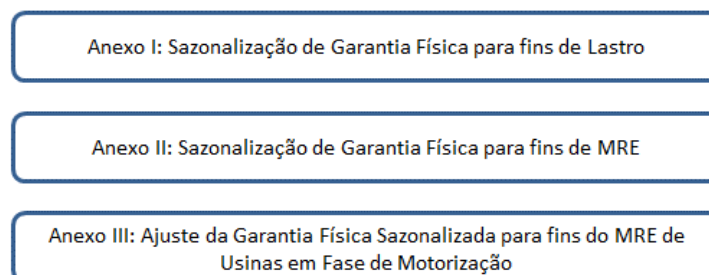 Anexo I: Sazonalização de Garantia Física para fins de Lastro
Anexo II: Sazonalização de Garantia Física para fins de MRE
Anexo III: Ajuste da Garantia Física Sazonalizada para fins do MRE de
Usinas em Fase de Motorização